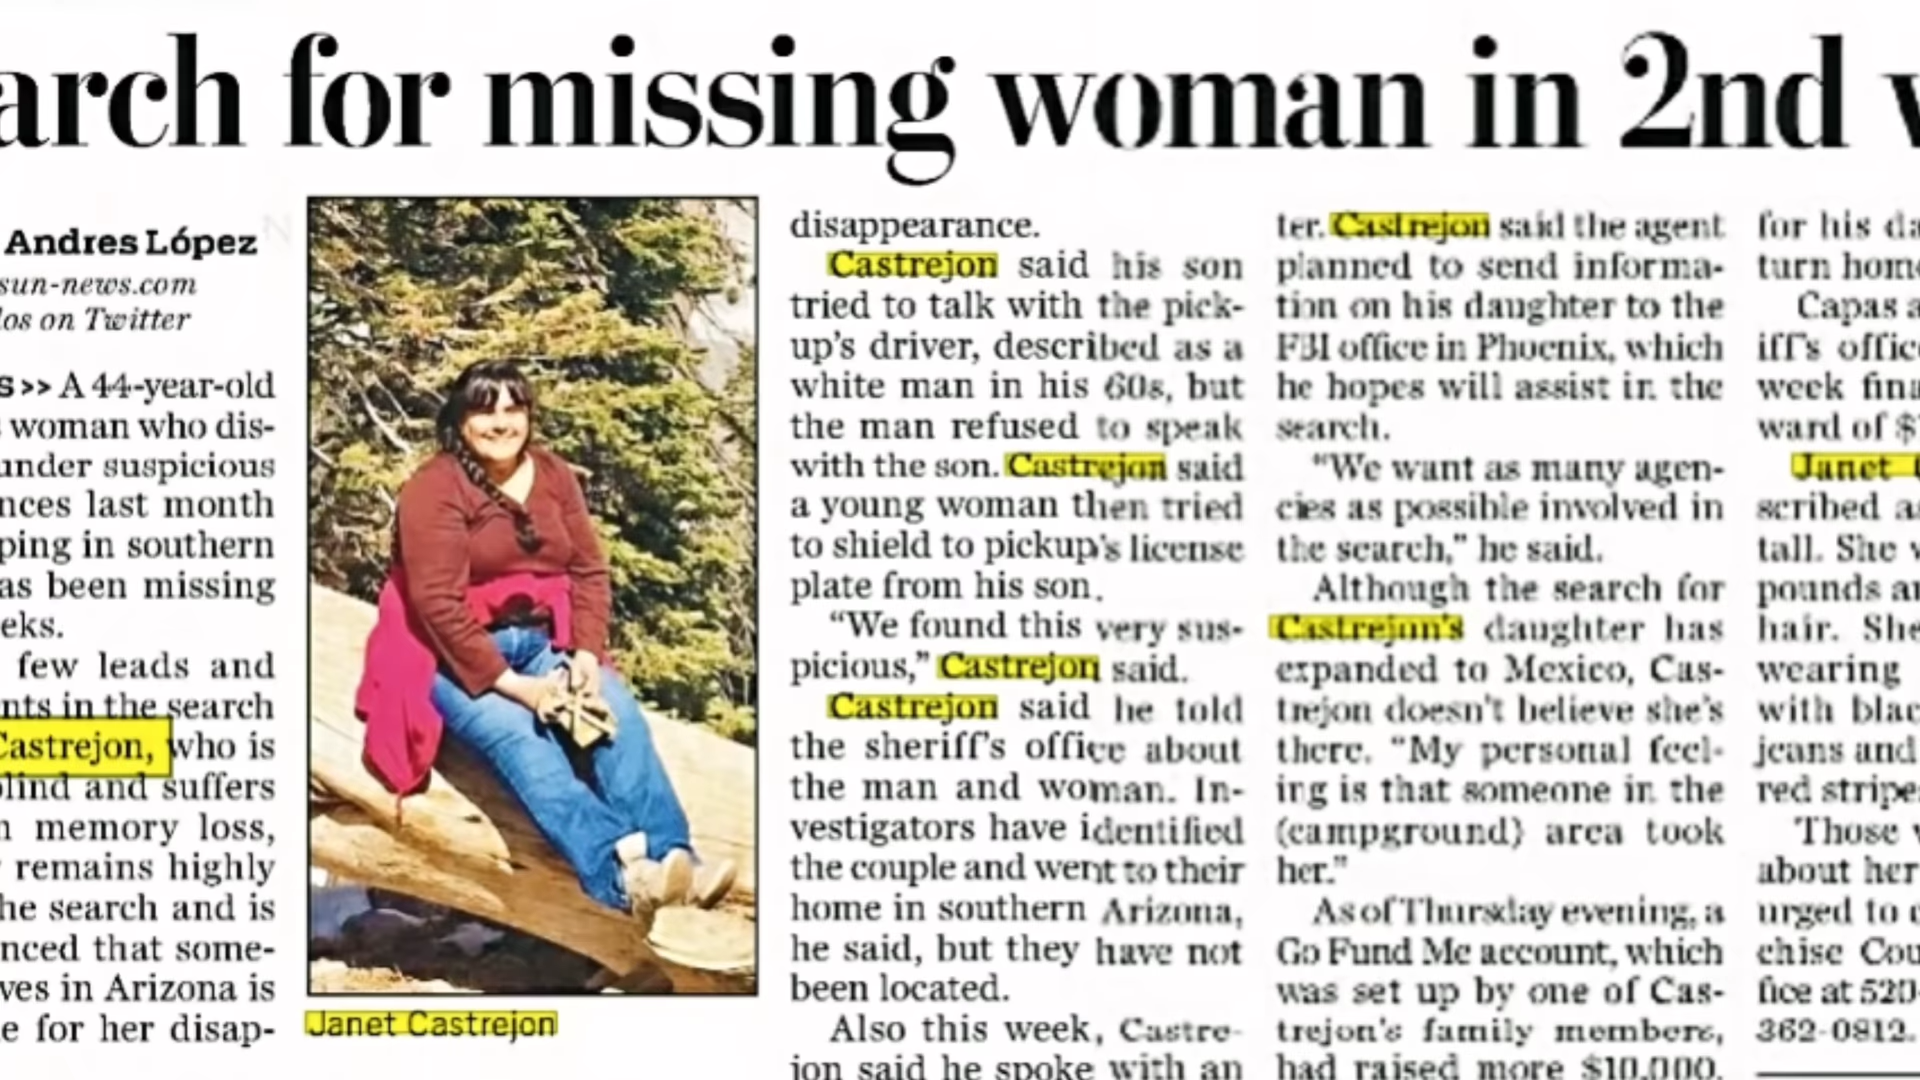 arch for missing woman in 2nd
Andres López
sun-news.com
los on Twitter
S >> A 44-year-old
woman who dis-
under suspicious
nces last month
ping in southern
as been missing
eks.
few leads and
nts in the search
Castrejon, who is
blind and suffers
memory loss,
remains highly
he search and is
nced that some-
ves in Arizona is
e for her disap-
Janet Castrejon
disappearance.
Castrejon said his son
tried to talk with the pick-
up's driver, described as a
white man in his 60s, but
the man refused to speak
with the son. Castrejon said
a young woman then tried
to shield to pickup's license
plate from his son.
"We found this very sus-
picious," Castrejon said.
Castrejon said he told
the sheriff's office about
the man and woman. In-
vestigators have identified
the couple and went to their
home in southern Arizona,
he said, but they have not
been located.
Also this week, Castre-
jon said he spoke with an
ter. Castrejon said the agent
planned to send informa-
tion on his daughter to the
FBI office in Phoenix, which
he hopes will assist in the
search.
"We want as many agen-
cies as possible involved in
the search," he said.
Although the search for
Castrejon's daughter has
expanded to Mexico, Cas-
trejon doesn't believe she's
there. "My personal feel-
ing is that someone in the
(campground) area took
her."
As of Thursday evening, a
Go Fund Me account, which
was set up by one of Cas-
trejon's family members,
had raised more $10,000.
for his da
turn home
Capas a
iff's office
week fina
ward of $
Janet
scribed as
tall. She
pounds an
hair. She
wearing
with blac
jeans and
red stripe
Those
about her
urged to c
chise Cou
fice at 520-
362-0812.